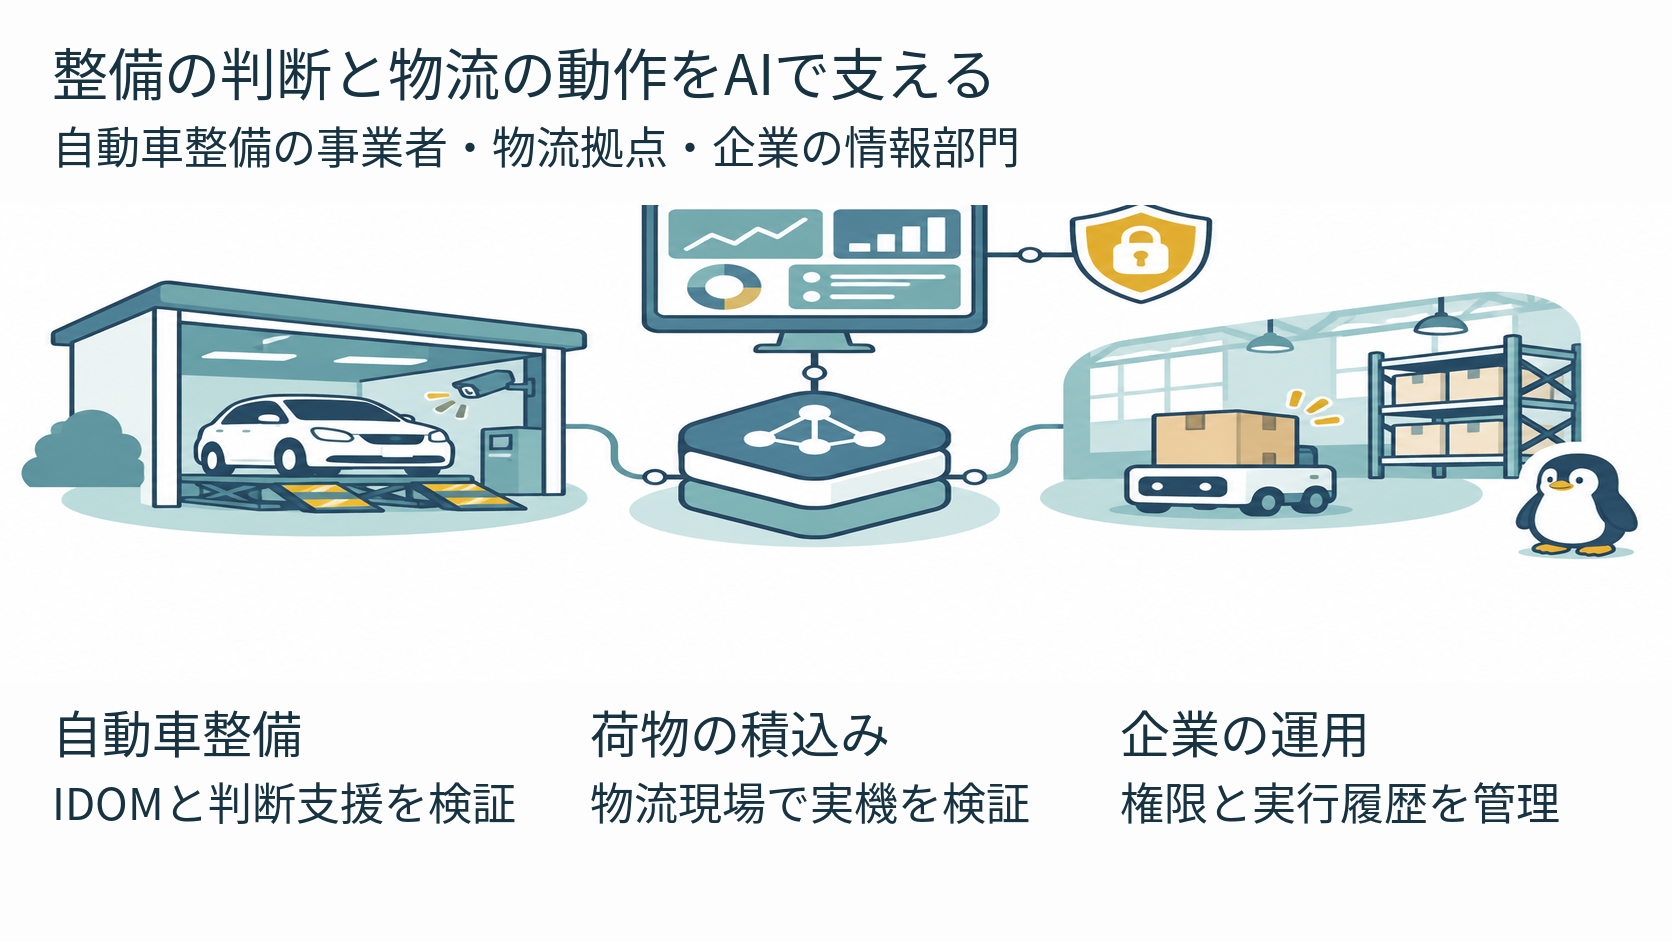 整備の判断と物流の動作をAIで支える
自動車整備の事業者・物流拠点・企業の情報部門
自動車整備
IDOMと判断支援を検証
荷物の積込み
物流現場で実機を検証
企業の運用
権限と実行履歴を管理